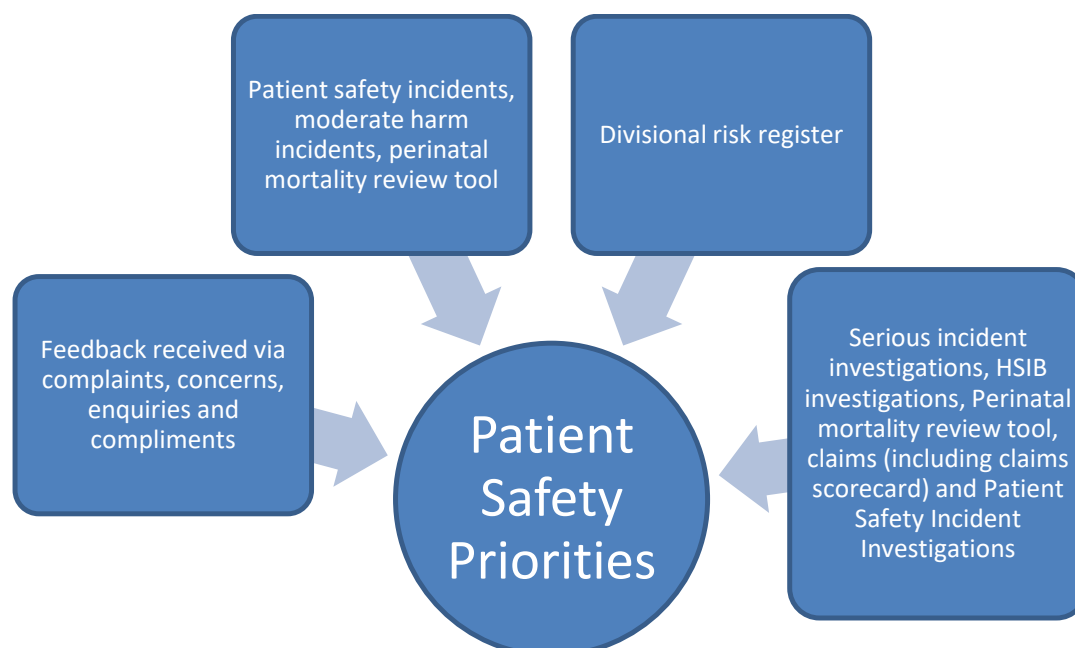 Patient safety incidents,
moderate harm
incidents, perinatal
mortality review tool
Divisional risk register
Feedback received via
complaints, concerns,
enquiries and
compliments
Serious incident
investigations, HSIB
investigations, Perinatal
mortality review tool,
claims (including claims
scorecard) and Patient
Safety Incident
Investigations
Patient
Safety
Priorities